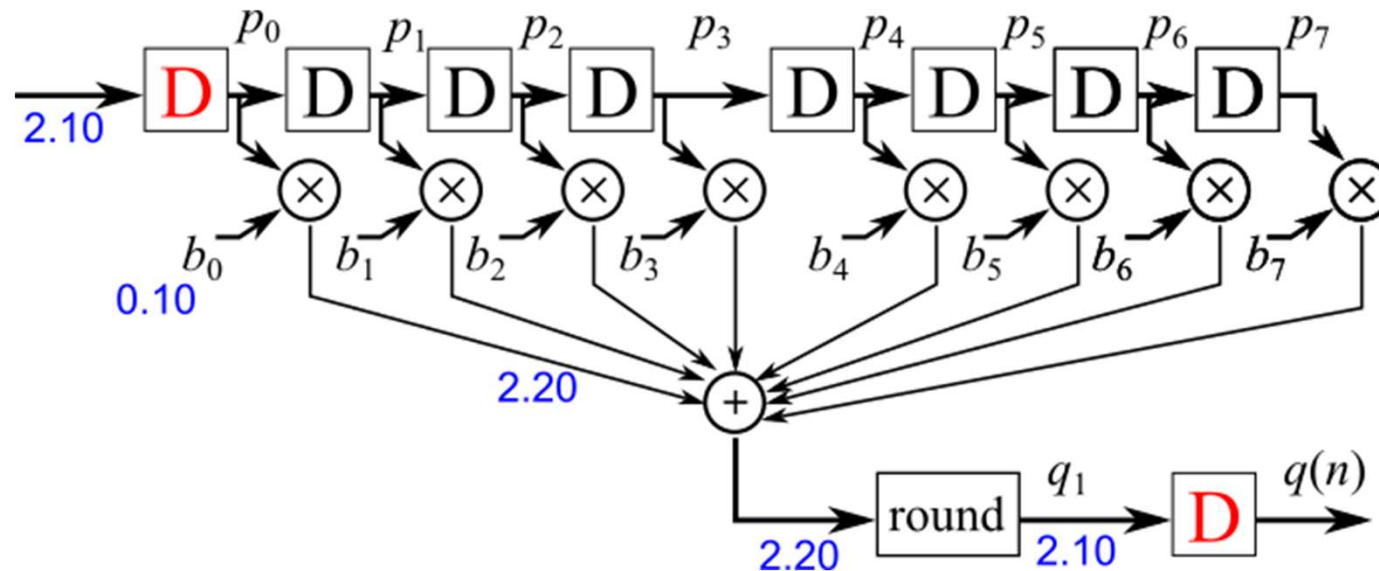 p₀ p₁ p₂ p₃ p₄ p₅ p₆ p₇
D D D D D D D D
2.10
× × × × × × × ×
b₀ b₁ b₂ b₃ b₄ b₅ b₆ b₇
0.10
2.20
+
round q₁ D q(n)
2.20 2.10